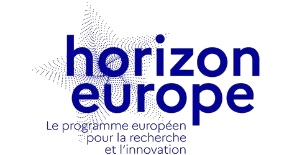 horizon
europe
Le programme européen
pour la recherche
et l'innovation